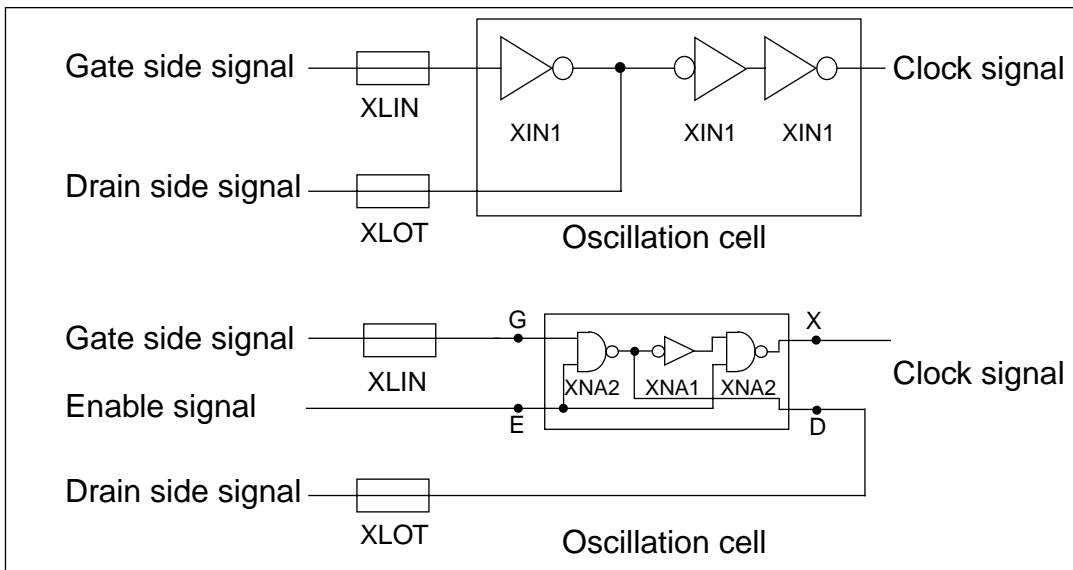 Gate side signal
XLIN
XIN1
XIN1
XIN1
Clock signal
Drain side signal
XLOT
Oscillation cell
Gate side signal
XLIN
G
XNA2
XNA1
XNA2
X
Clock signal
Enable signal
E
D
Drain side signal
XLOT
Oscillation cell